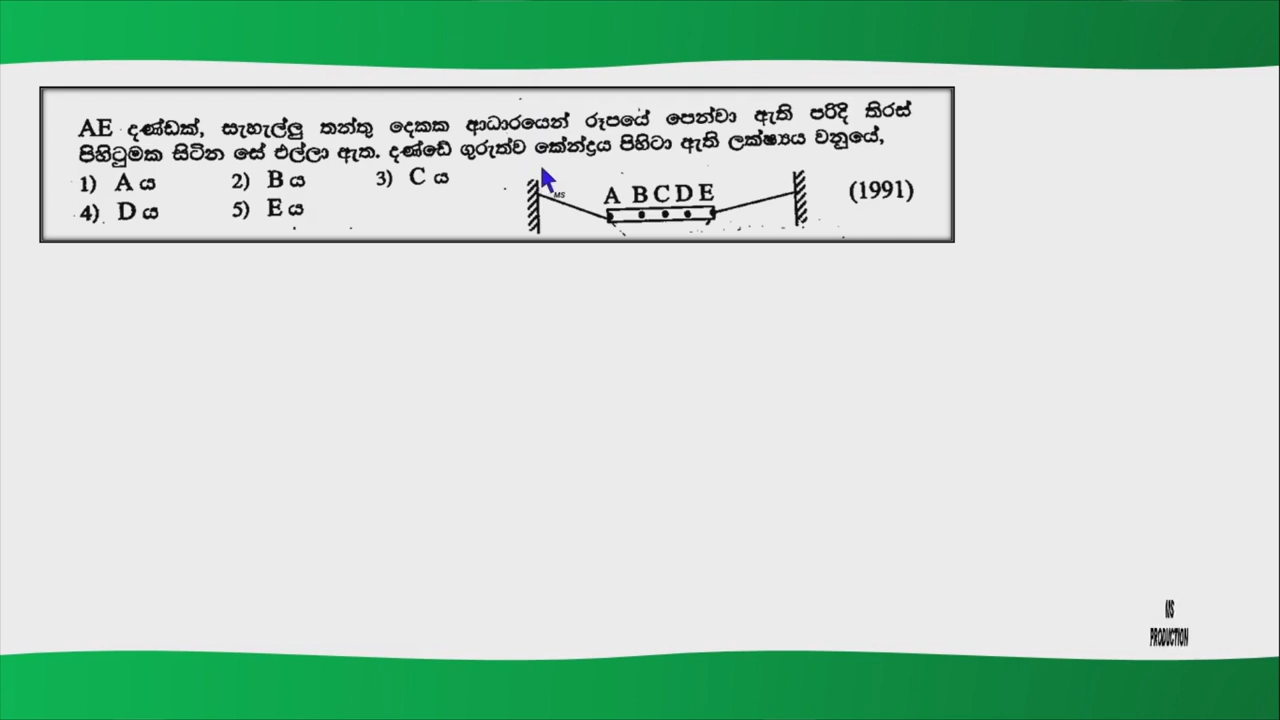 AE දණ්ඩක්, සැහැල්ලු තන්තු දෙකක ආධාරයෙන් රූපයේ පෙන්වා ඇති පරිදි තිරස්
පිහිටුමක සිටින සේ එල්ලා ඇත. දණ්ඩේ ගුරුත්ව කේන්ද්‍රය පිහිටා ඇති ලක්ෂ්‍යය වනුයේ,
1) A ය 2) B ය 3) C ය
4) D ය 5) E ය
MS
A B C D E
(1991)
MS
PRODUCTION